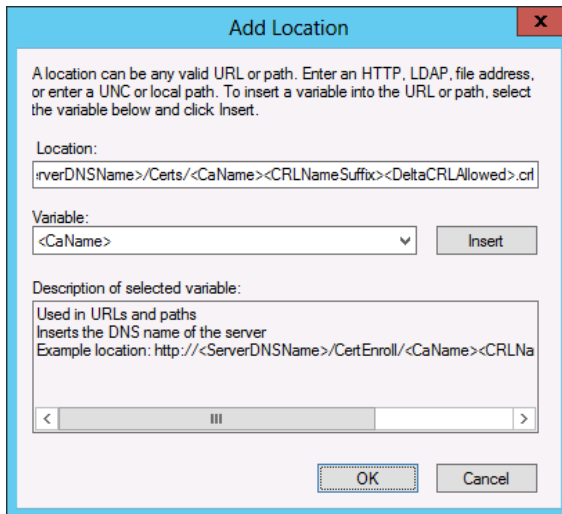 Add Location
x
A location can be any valid URL or path. Enter an HTTP, LDAP, file address,
or enter a UNC or local path. To insert a variable into the URL or path, select
the variable below and click Insert.
Location:
rverDNSName>/Certs/<CaName><CRLNameSuffix><DeltaCRLAllowed>.crl
Variable:
<CaName>
Insert
Description of selected variable:
Used in URLs and paths
Inserts the DNS name of the server
Example location: http://<ServerDNSName>/CertEnroll/<CaName><CRLNa
OK
Cancel